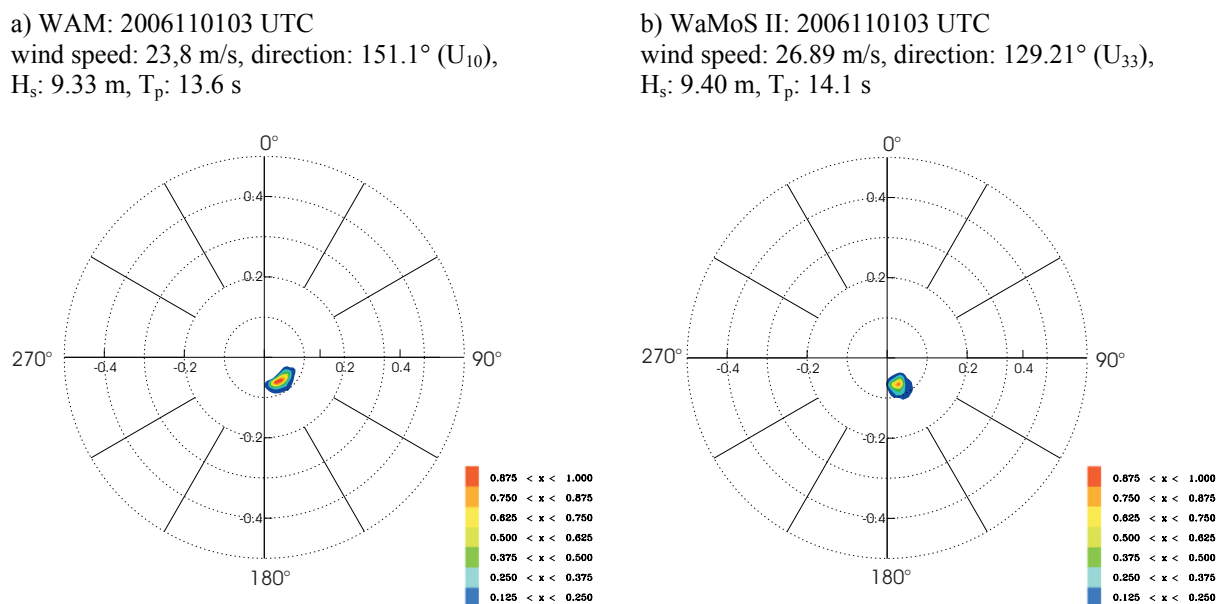 a) WAM: 2006110103 UTC
wind speed: 23,8 m/s, direction: 151.1° (U10),
Hs: 9.33 m, Tp: 13.6 s
0°
0.4
0.2
270°
-0.4
-0.2
0.2
0.4
90°
-0.2
-0.4
180°
0.875 < x < 1.000
0.750 < x < 0.875
0.625 < x < 0.750
0.500 < x < 0.625
0.375 < x < 0.500
0.250 < x < 0.375
0.125 < x < 0.250
b) WaMoS II: 2006110103 UTC
wind speed: 26.89 m/s, direction: 129.21° (U33),
Hs: 9.40 m, Tp: 14.1 s
0°
0.4
0.2
270°
-0.4
-0.2
0.2
0.4
90°
-0.2
-0.4
180°
0.875 < x < 1.000
0.750 < x < 0.875
0.625 < x < 0.750
0.500 < x < 0.625
0.375 < x < 0.500
0.250 < x < 0.375
0.125 < x < 0.250